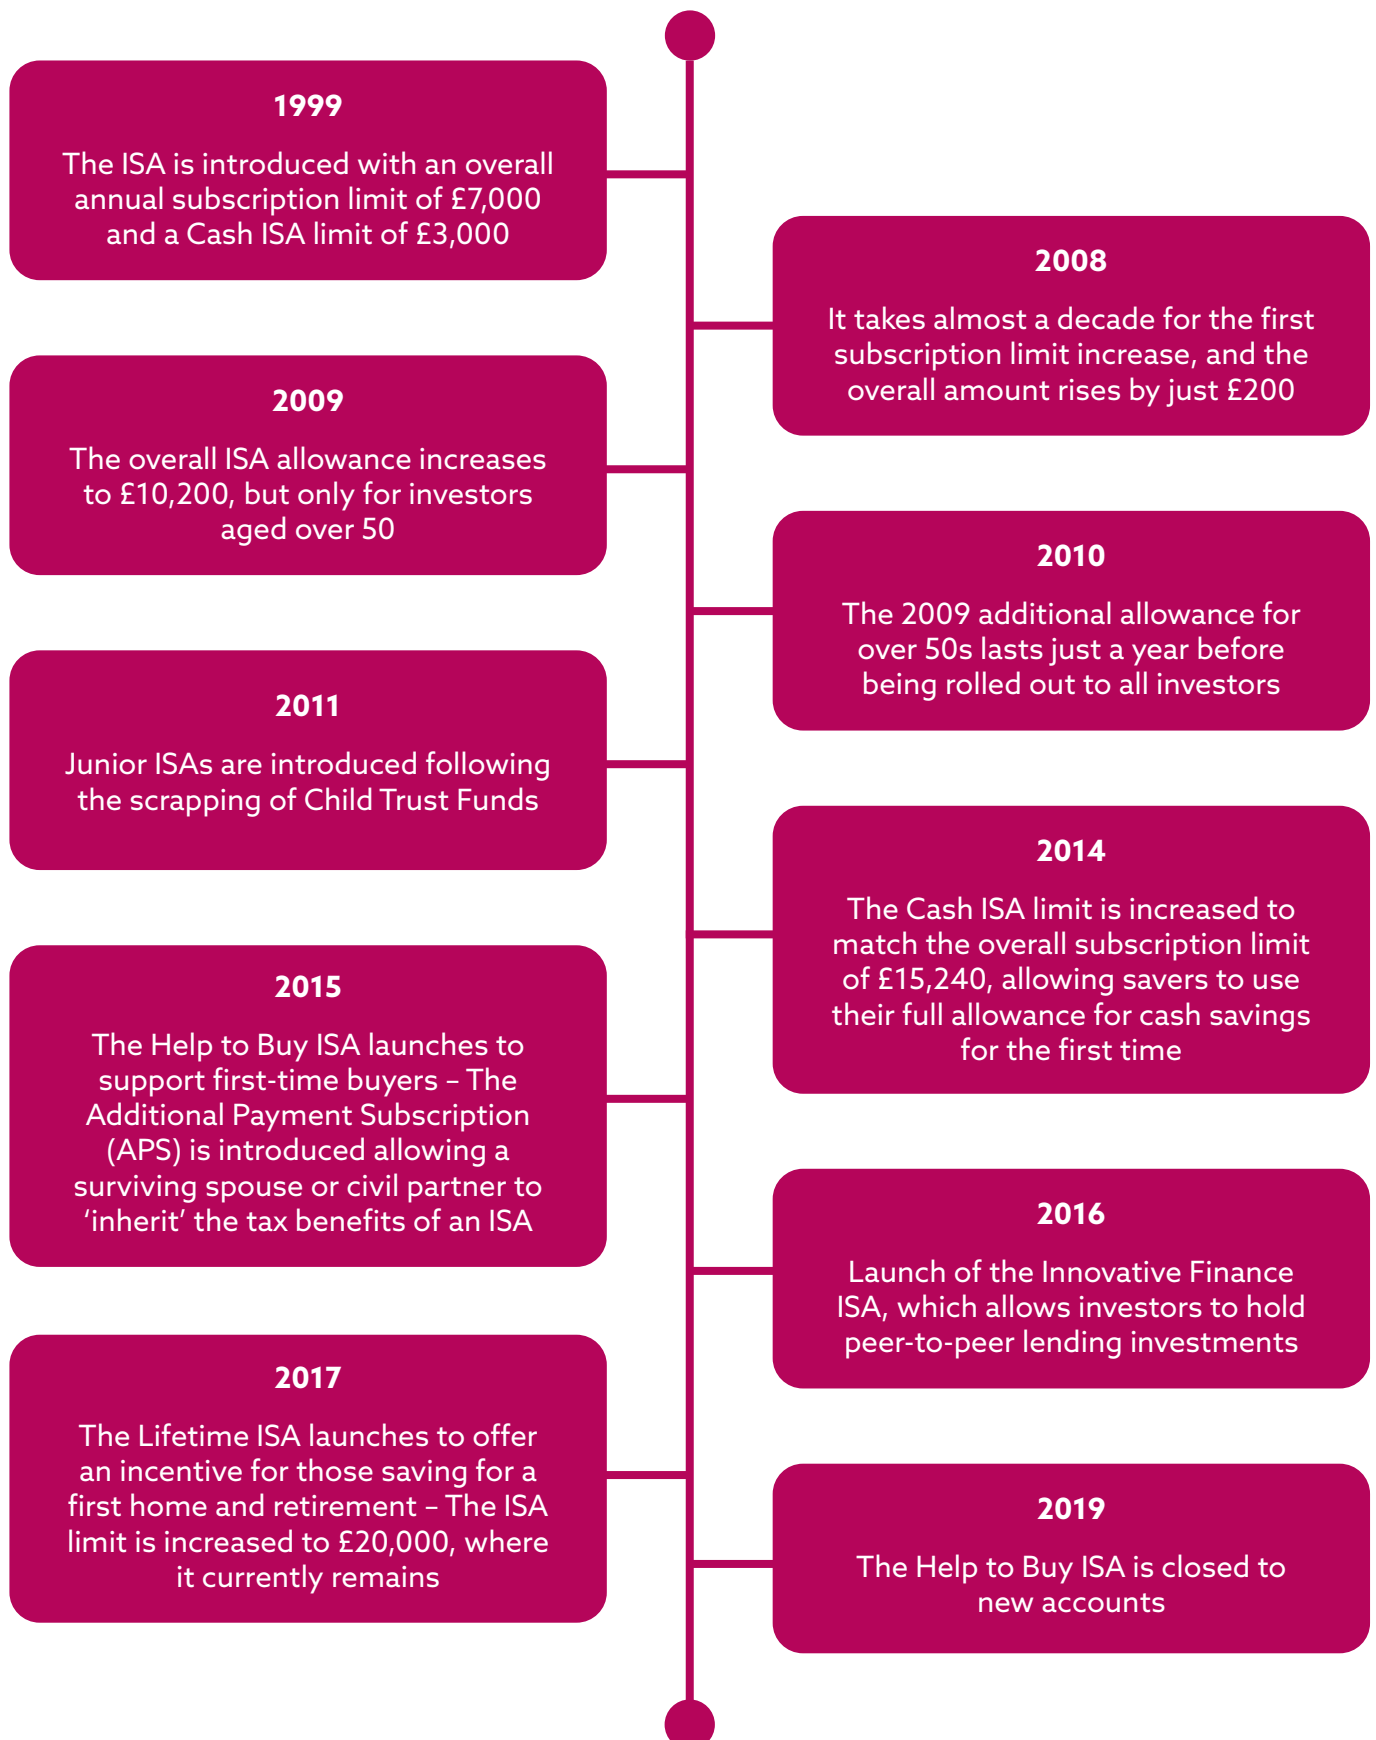 1999
The ISA is introduced with an overall
annual subscription limit of £7,000
and a Cash ISA limit of £3,000
2008
It takes almost a decade for the first
subscription limit increase, and the
overall amount rises by just £200
2009
The overall ISA allowance increases
to £10,200, but only for investors
aged over 50
2010
The 2009 additional allowance for
over 50s lasts just a year before
being rolled out to all investors
2011
Junior ISAs are introduced following
the scrapping of Child Trust Funds
2014
The Cash ISA limit is increased to
match the overall subscription limit
of £15,240, allowing savers to use
their full allowance for cash savings
for the first time
2015
The Help to Buy ISA launches to
support first-time buyers – The
Additional Payment Subscription
(APS) is introduced allowing a
surviving spouse or civil partner to
‘inherit’ the tax benefits of an ISA
2016
Launch of the Innovative Finance
ISA, which allows investors to hold
peer-to-peer lending investments
2017
The Lifetime ISA launches to offer
an incentive for those saving for a
first home and retirement – The ISA
limit is increased to £20,000, where
it currently remains
2019
The Help to Buy ISA is closed to
new accounts